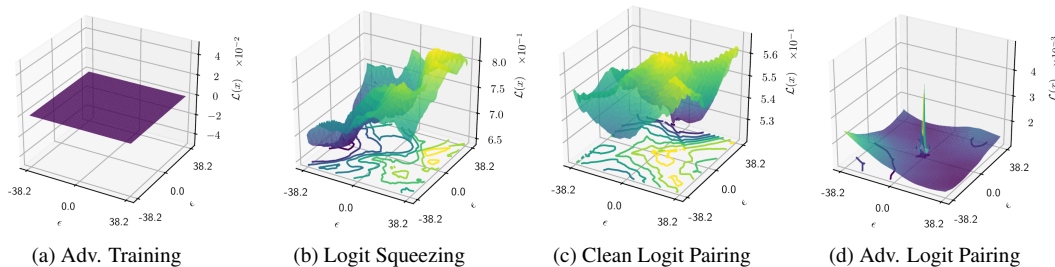 4
2
0
-2
-4
ℒ(x) ×10⁻²
-38.2
0.0
38.2
ϵ
-38.2
0.0
38.2
ϵ
8.0
7.5
7.0
6.5
ℒ(x) ×10⁻¹
-38.2
0.0
38.2
ϵ
-38.2
0.0
38.2
ϵ
5.6
5.5
5.4
5.3
ℒ(x) ×10⁻¹
-38.2
0.0
38.2
ϵ
-38.2
0.0
38.2
ϵ
4
3
2
ℒ(x) ×10⁻³
-38.2
0.0
38.2
ϵ
-38.2
0.0
38.2
ϵ
(a) Adv. Training
(b) Logit Squeezing
(c) Clean Logit Pairing
(d) Adv. Logit Pairing